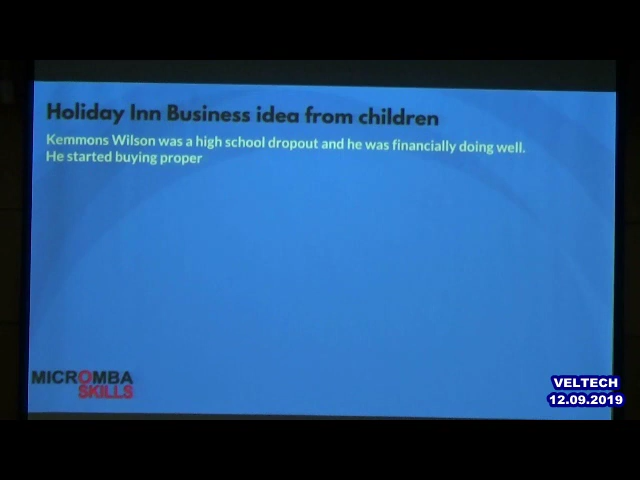 Holiday Inn Business idea from children
Kemmons Wilson was a high school dropout and he was financially doing well.
He started buying proper
MICROMBA
SKILLS
VELTECH
12.09.2019